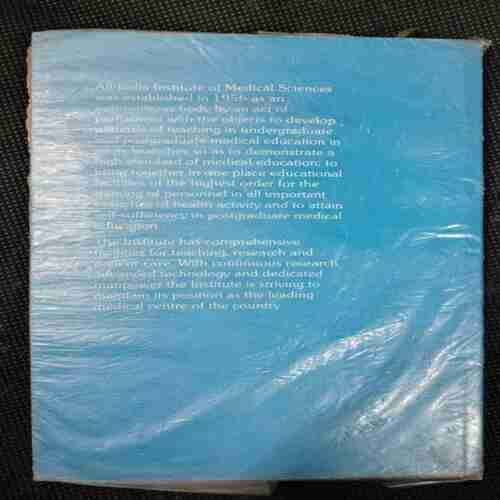 All India Institute of Medical Sciences
was established in 1956 as an
autonomous body by an act of
parliament with the objects to develop
patterns of teaching in undergraduate
postgraduate medical education in
branches so as to demonstrate a
high standard of medical education; to
bring together in one place educational
facilities of the highest order for the
training of personnel in all important
branches of health activity and to attain
self-sufficiency in postgraduate medical
education
The Institute has comprehensive
facilities for teaching, research and
patient care. With continuous research
advanced technology and dedicated
manpower the Institute is striving to
maintain its position as the leading
medical centre of the country